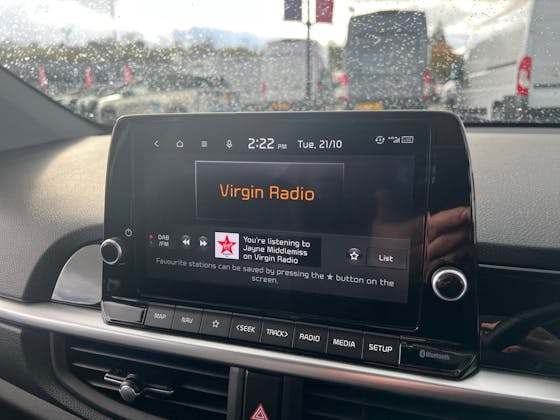 2:22 PM Tue, 21/10
Virgin Radio
DAB
/FM
You're listening to
Jayne Middlemiss
on Virgin Radio
List
Favourite stations can be saved by pressing the ★ button on the
screen.
MAP NAV ☆ <SEEK TRACK> RADIO MEDIA SETUP
Bluetooth